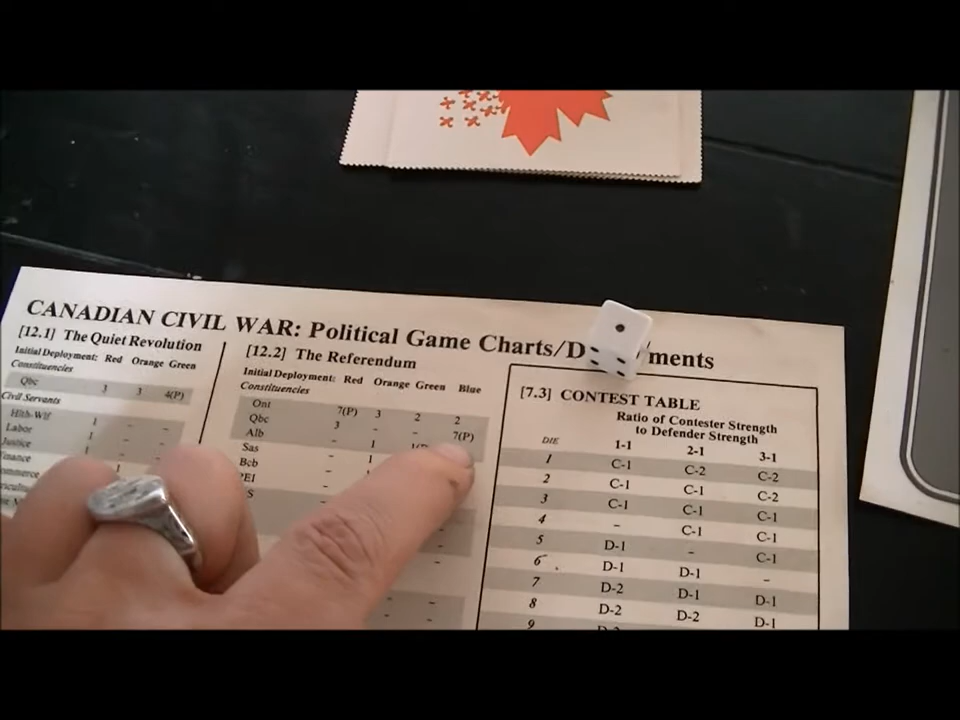 CANADIAN CIVIL WAR: Political Game Charts/D ments
[12.1] The Quiet Revolution
Initial Deployment: Red Orange Green
Constituencies
Qbc 3 3 4(P)
Civil Servants
Hlth-Wlf 1 - -
Labor 1 - -
Justice
[12.2] The Referendum
Initial Deployment: Red Orange Green Blue
Constituencies
Ont 7(P) 3 2 2
Qbc 3 - - 7(P)
Alb - 1
Sas - 1
Bcb
[7.3] CONTEST TABLE
Ratio of Contester Strength
to Defender Strength
DIE 1-1 2-1 3-1
1 C-1 C-2 C-2
2 C-1 C-1 C-2
3 C-1 C-1 C-1
4 - C-1 C-1
5 D-1 - C-1
6 D-1 D-1 -
7 D-2 D-1 D-1
8 D-2 D-2 D-1
9